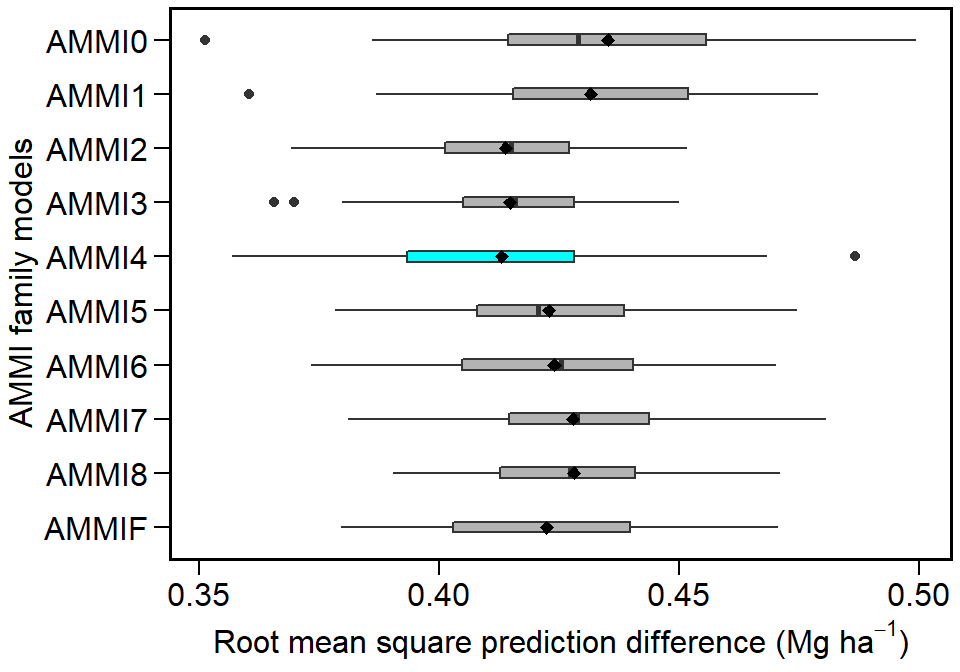 AMMI family models
AMMI0
AMMI1
AMMI2
AMMI3
AMMI4
AMMI5
AMMI6
AMMI7
AMMI8
AMMIF
0.35 0.40 0.45 0.50
Root mean square prediction difference (Mg ha⁻¹)